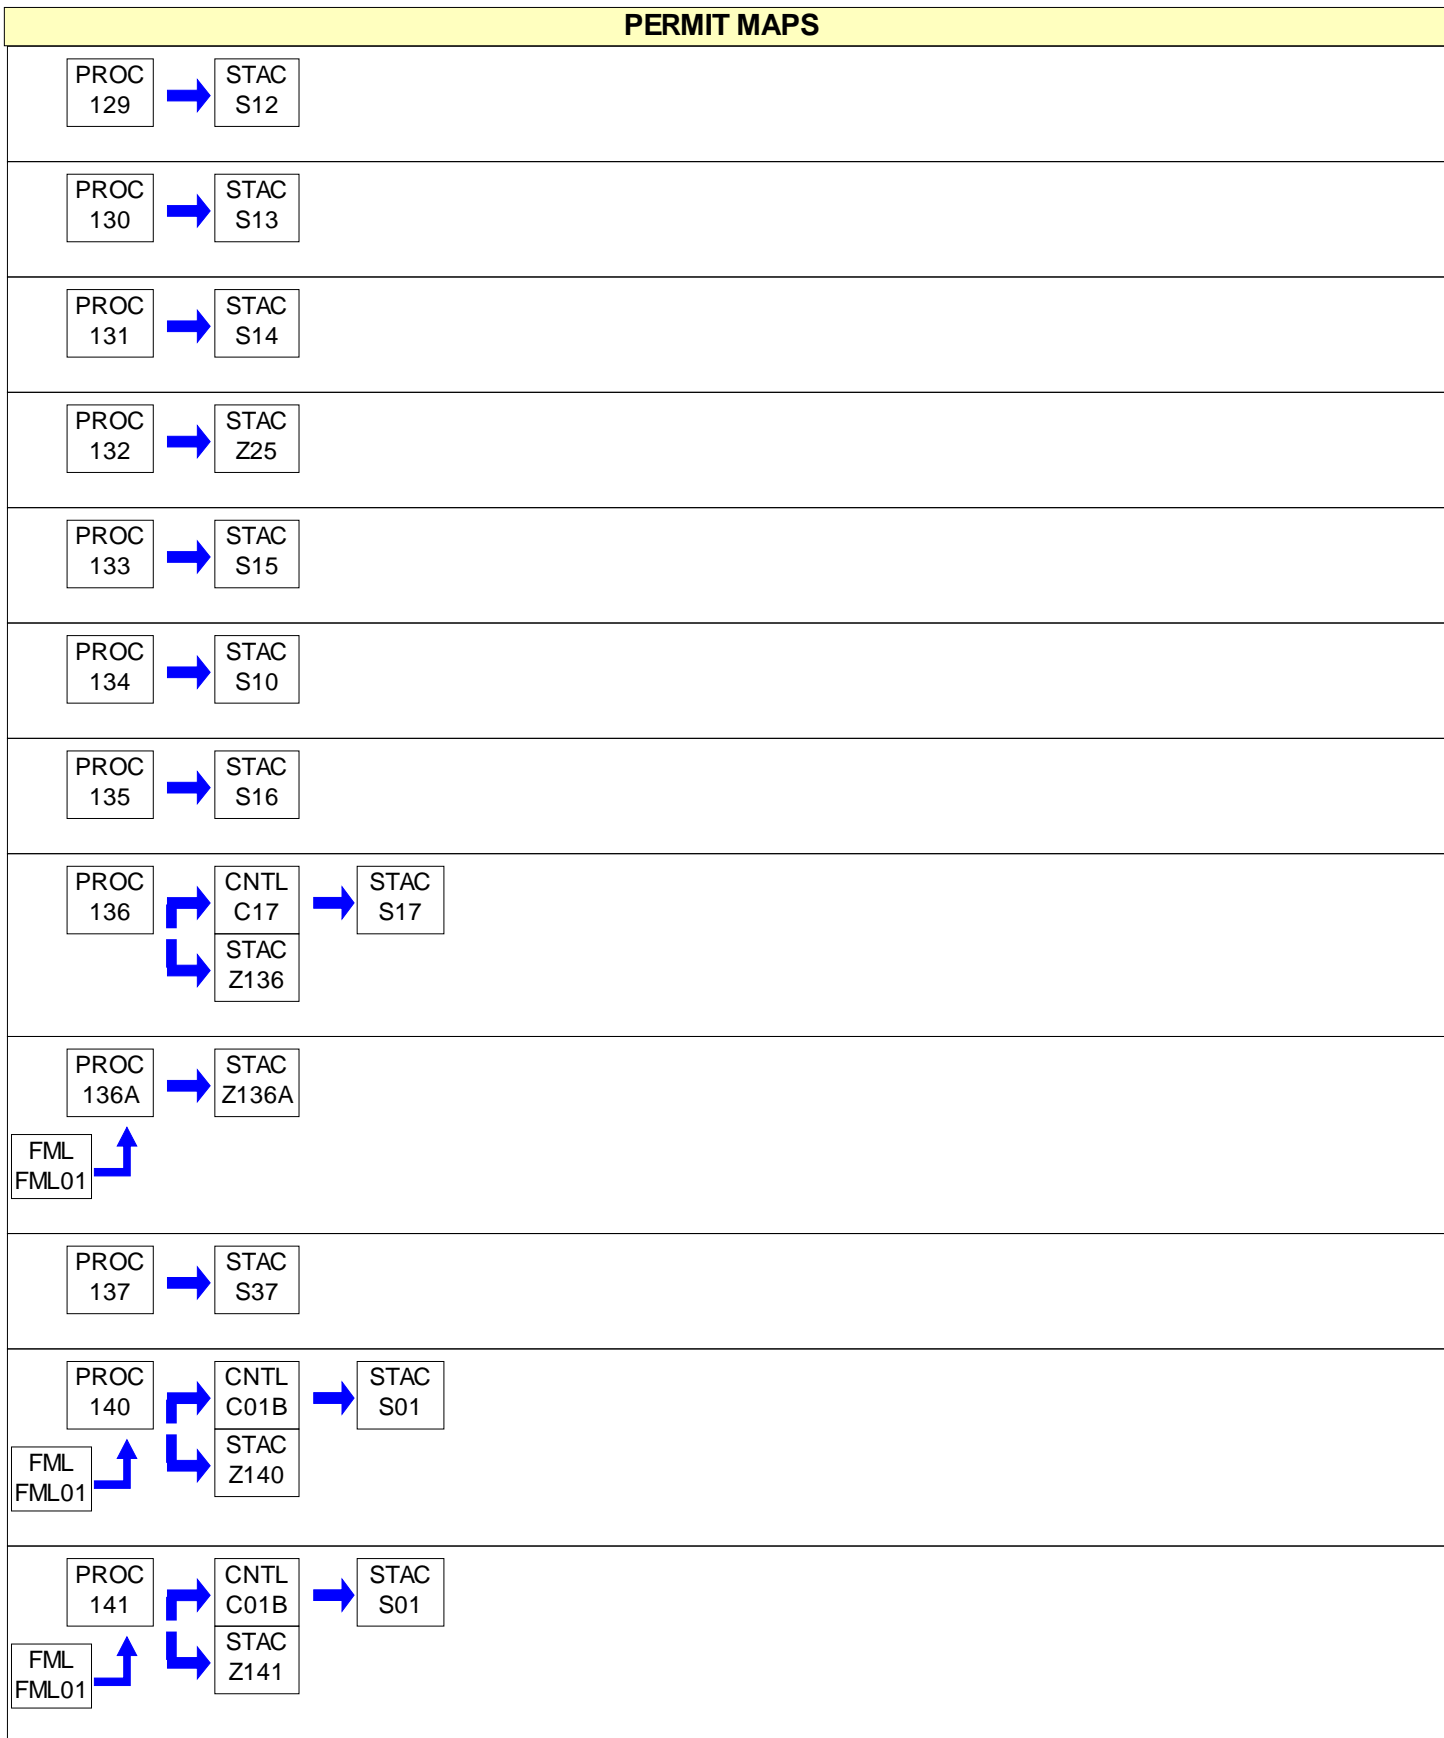 PERMIT MAPS
PROC
129
STAC
S12
PROC
130
STAC
S13
PROC
131
STAC
S14
PROC
132
STAC
Z25
PROC
133
STAC
S15
PROC
134
STAC
S10
PROC
135
STAC
S16
PROC
136
CNTL
C17
STAC
S17
STAC
Z136
PROC
136A
STAC
Z136A
FML
FML01
PROC
137
STAC
S37
PROC
140
CNTL
C01B
STAC
S01
FML
FML01
STAC
Z140
PROC
141
CNTL
C01B
STAC
S01
FML
FML01
STAC
Z141